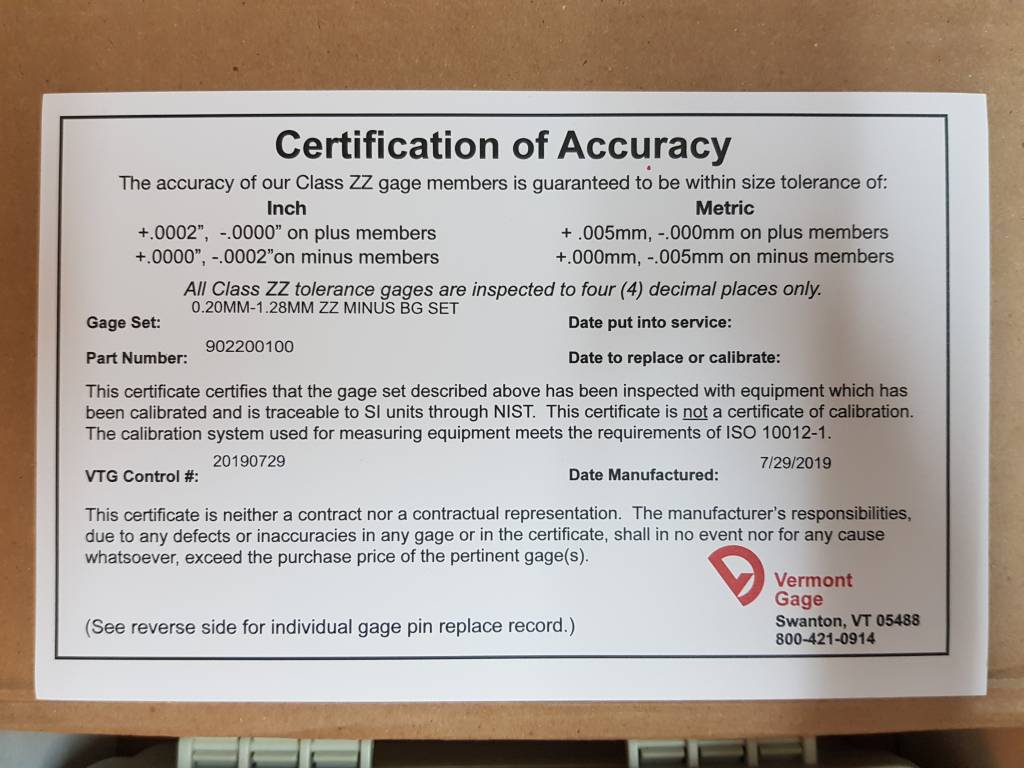 Certification of Accuracy
The accuracy of our Class ZZ gage members is guaranteed to be within size tolerance of:
Inch
+.0002”, -.0000” on plus members
+.0000”, -.0002”on minus members
Metric
+ .005mm, -.000mm on plus members
+.000mm, -.005mm on minus members
All Class ZZ tolerance gages are inspected to four (4) decimal places only.
Gage Set: 0.20MM-1.28MM ZZ MINUS BG SET
Date put into service:
Part Number: 902200100
Date to replace or calibrate:
This certificate certifies that the gage set described above has been inspected with equipment which has
been calibrated and is traceable to SI units through NIST. This certificate is not a certificate of calibration.
The calibration system used for measuring equipment meets the requirements of ISO 10012-1.
VTG Control #: 20190729
Date Manufactured: 7/29/2019
This certificate is neither a contract nor a contractual representation. The manufacturer’s responsibilities,
due to any defects or inaccuracies in any gage or in the certificate, shall in no event nor for any cause
whatsoever, exceed the purchase price of the pertinent gage(s).
(See reverse side for individual gage pin replace record.)
Vermont
Gage
Swanton, VT 05488
800-421-0914